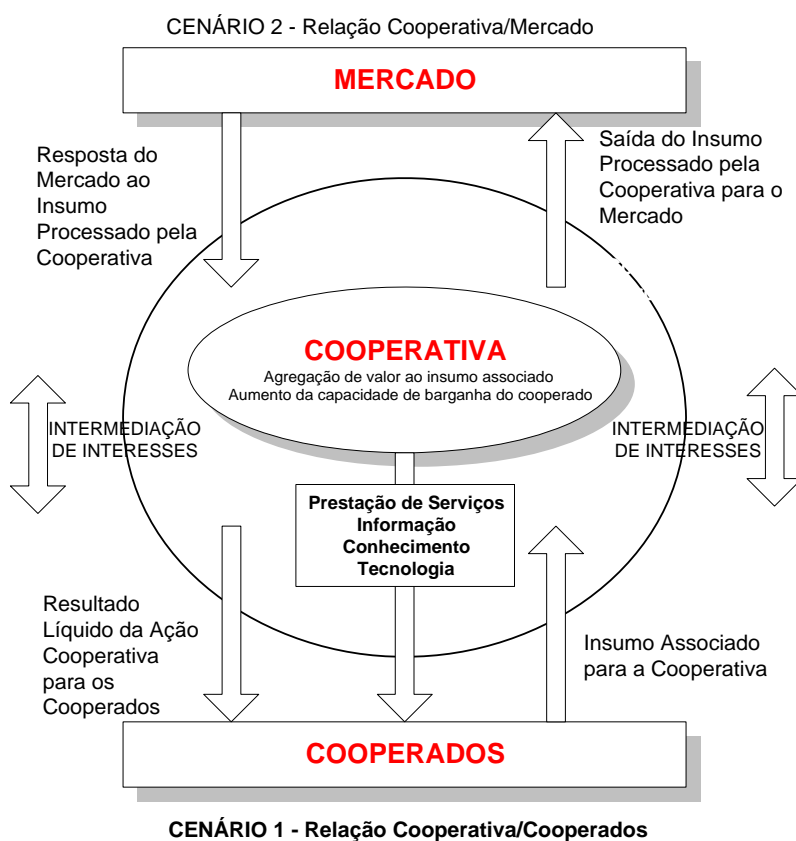 CENÁRIO 2 - Relação Cooperativa/Mercado
MERCADO
Resposta do
Mercado ao
Insumo
Processado pela
Cooperativa
Saída do Insumo
Processado pela
Cooperativa para o
Mercado
COOPERATIVA
Agregação de valor ao insumo associado
Aumento da capacidade de barganha do cooperado
INTERMEDIAÇÃO
DE INTERESSES
INTERMEDIAÇÃO
DE INTERESSES
Prestação de Serviços
Informação
Conhecimento
Tecnologia
Resultado
Líquido da Ação
Cooperativa
para os
Cooperados
Insumo Associado
para a Cooperativa
COOPERADOS
CENÁRIO 1 - Relação Cooperativa/Cooperados